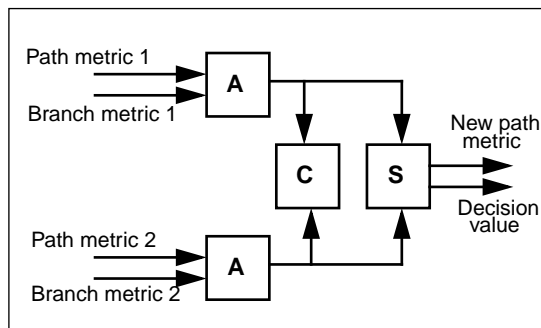 Path metric 1
Branch metric 1
A
C
S
New path
metric
Decision
value
Path metric 2
Branch metric 2
A